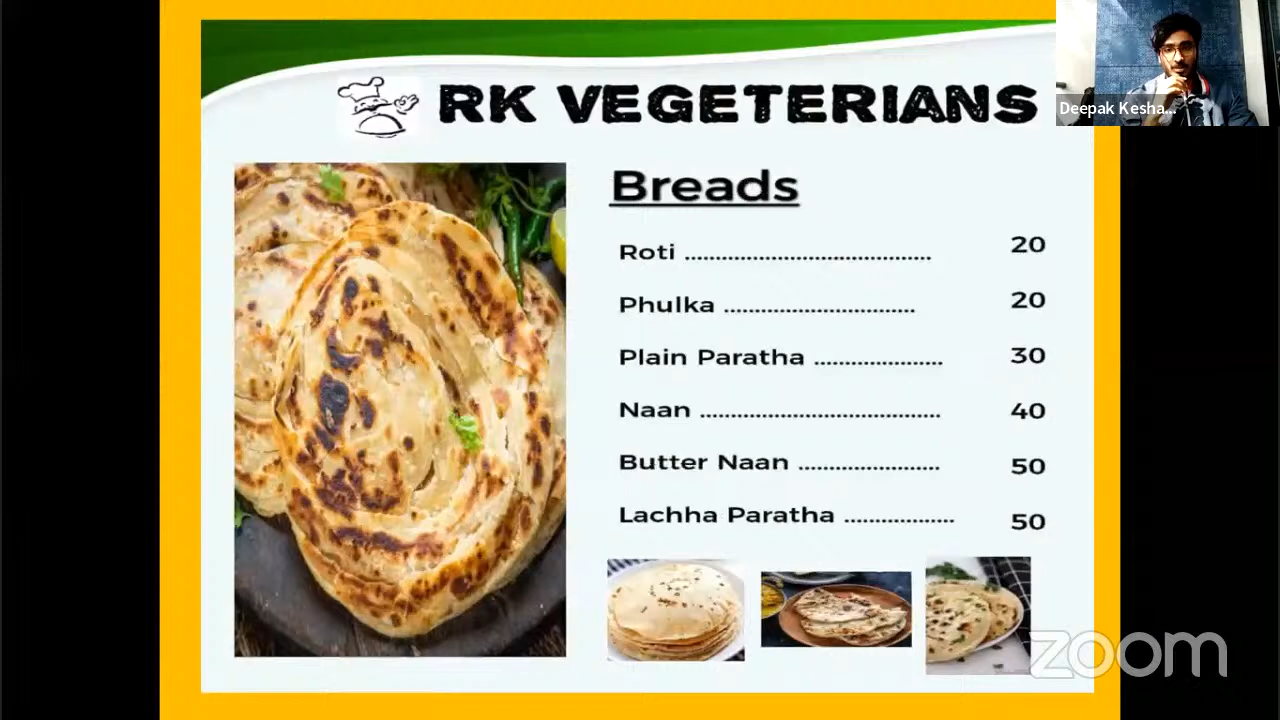 RK VEGETERIANS
Deepak Kesha...
Breads
Roti ........................................ 20
Phulka ............................... 20
Plain Paratha ..................... 30
Naan ....................................... 40
Butter Naan ....................... 50
Lachha Paratha .................. 50
zoom